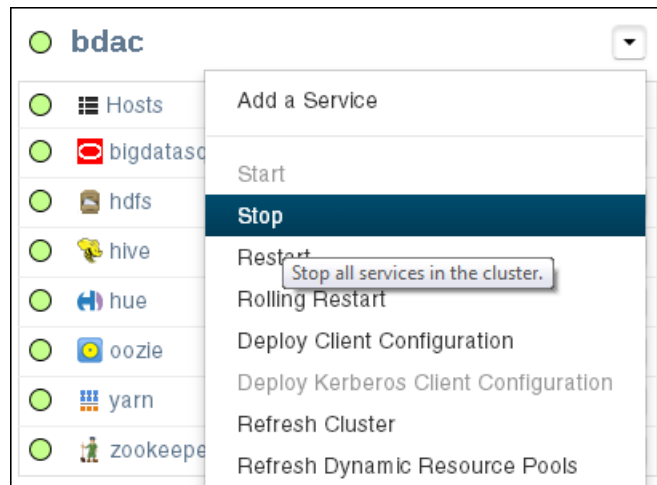 bdac
Hosts
bigdatasq
hdfs
hive
hue
oozie
yarn
zookeepe
Add a Service
Start
Stop
Restart
Stop all services in the cluster.
Rolling Restart
Deploy Client Configuration
Deploy Kerberos Client Configuration
Refresh Cluster
Refresh Dynamic Resource Pools